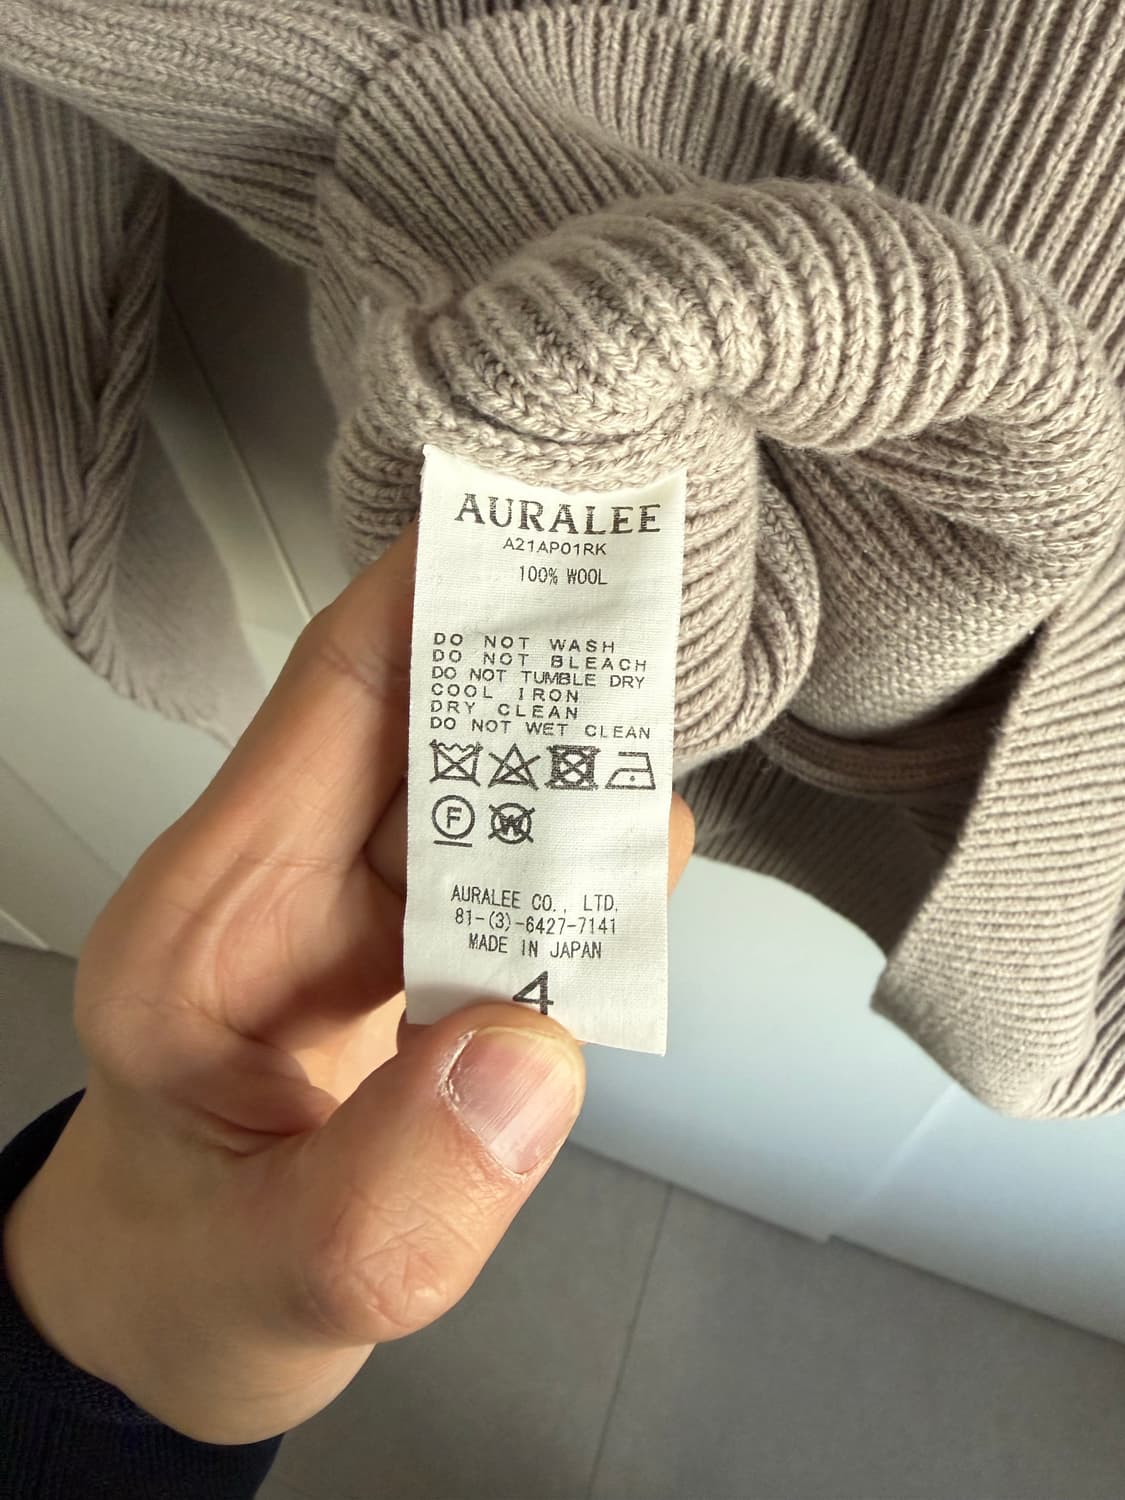 AURALEE
A21AP01RK
100% WOOL
DO NOT WASH
DO NOT BLEACH
DO NOT TUMBLE DRY
COOL IRON
DRY CLEAN
DO NOT WET CLEAN
F W
AURALEE CO., LTD.
81-(3)-6427-7141
MADE IN JAPAN
4